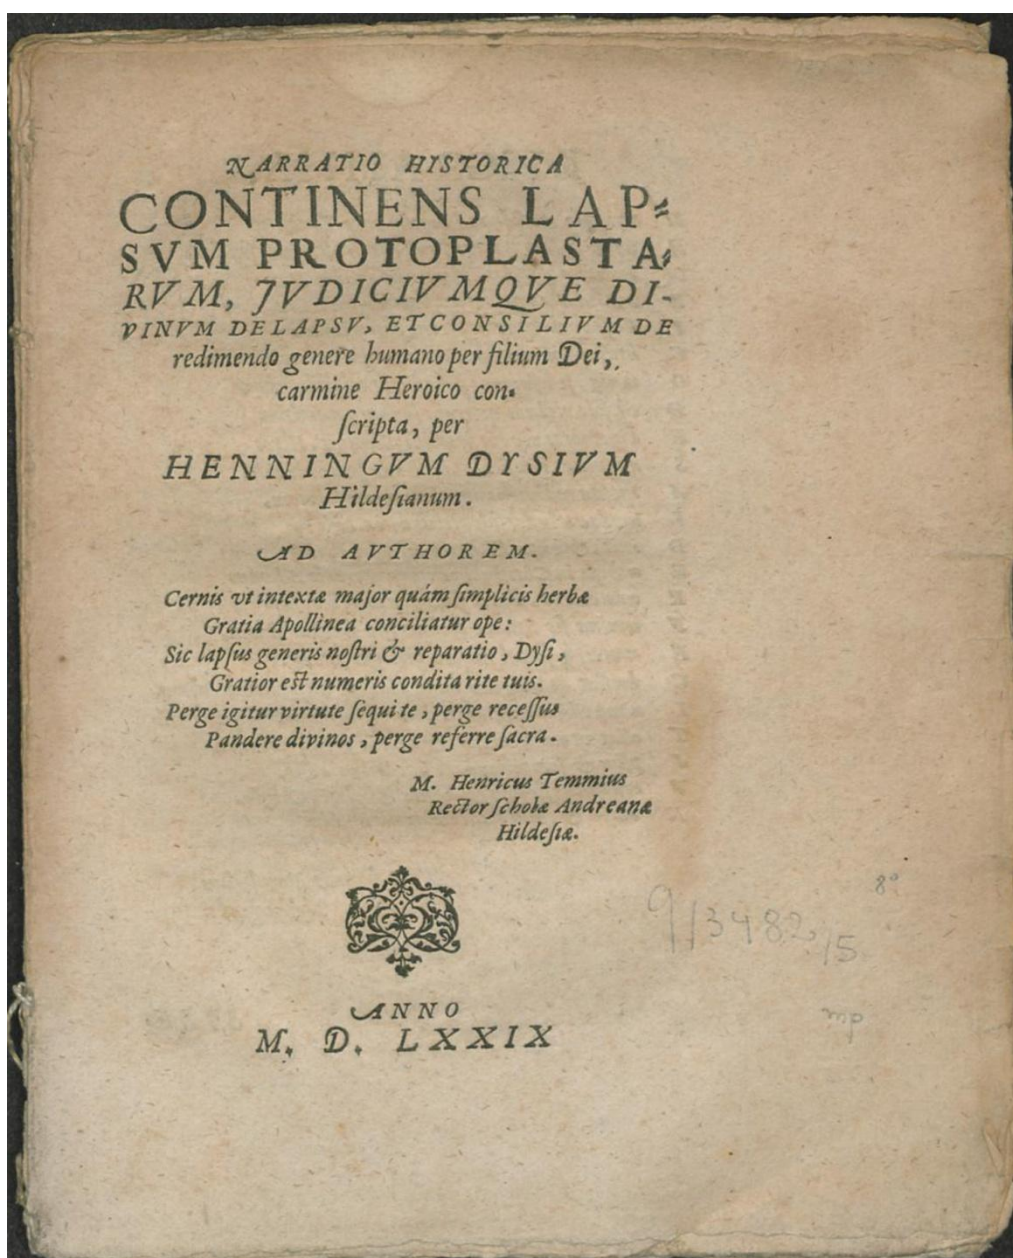 NARRATIO HISTORICA
CONTINENS LAP⸗
SVM PROTOPLASTA⸗
RVM, JVDICIVMQVE DI-
VINVM DE LAPSV, ET CONSILIVM DE
redimendo genere humano per filium Dei,
carmine Heroico con⸗
ſcripta, per
HENNINGVM DYSIVM
Hildeſianum.
AD AVTHOREM.
Cernis vt intextæ major quám ſimplicis herbæ
Gratia Apollinea conciliatur ope:
Sic lapſus generis noſtri & reparatio, Dyſi,
Gratior eſt numeris condita rite tuis.
Perge igitur virtute ſequi te, perge receſſus
Pandere divinos, perge referre ſacra.
M. Henricus Temmius
Rector ſcholæ Andreanæ
Hildeſiæ.
8°
9/3482/5
ANNO
M. D. LXXIX